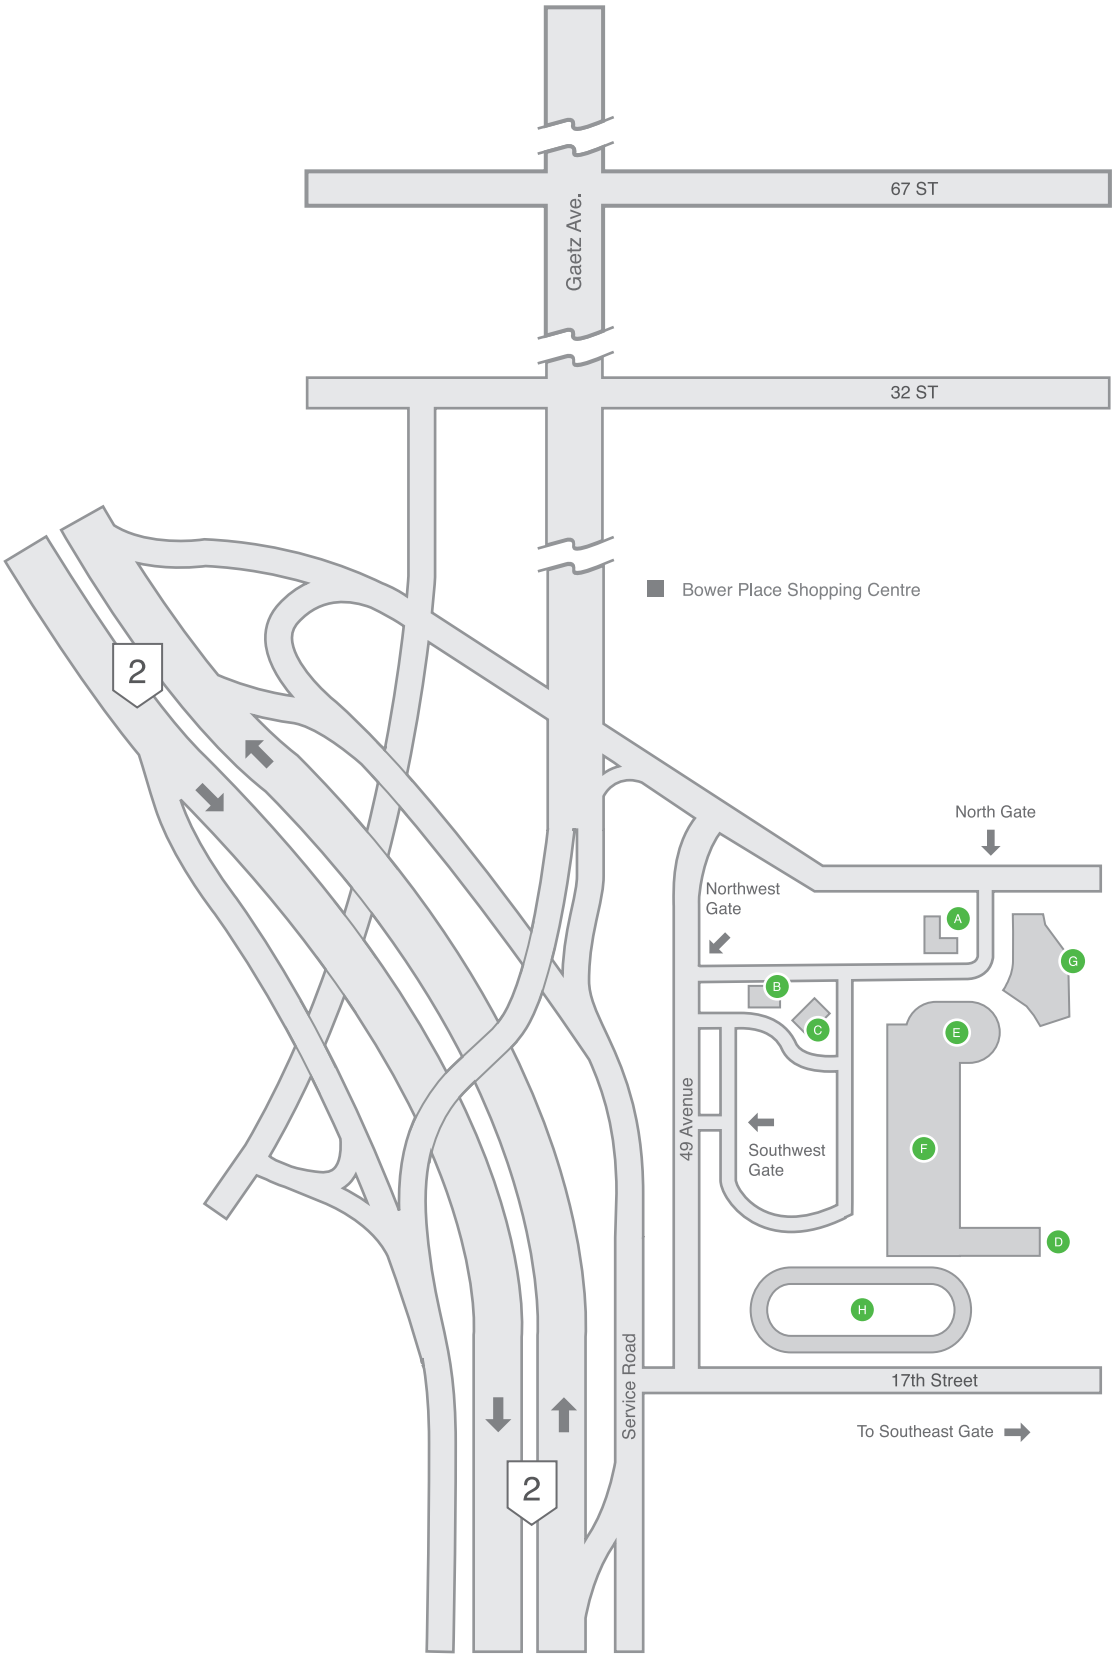 67 ST
Gaetz Ave.
32 ST
Bower Place Shopping Centre
2
North Gate
Northwest
Gate
A
G
B
C
E
49 Avenue
Southwest
Gate
F
D
H
Service Road
17th Street
To Southeast Gate
2